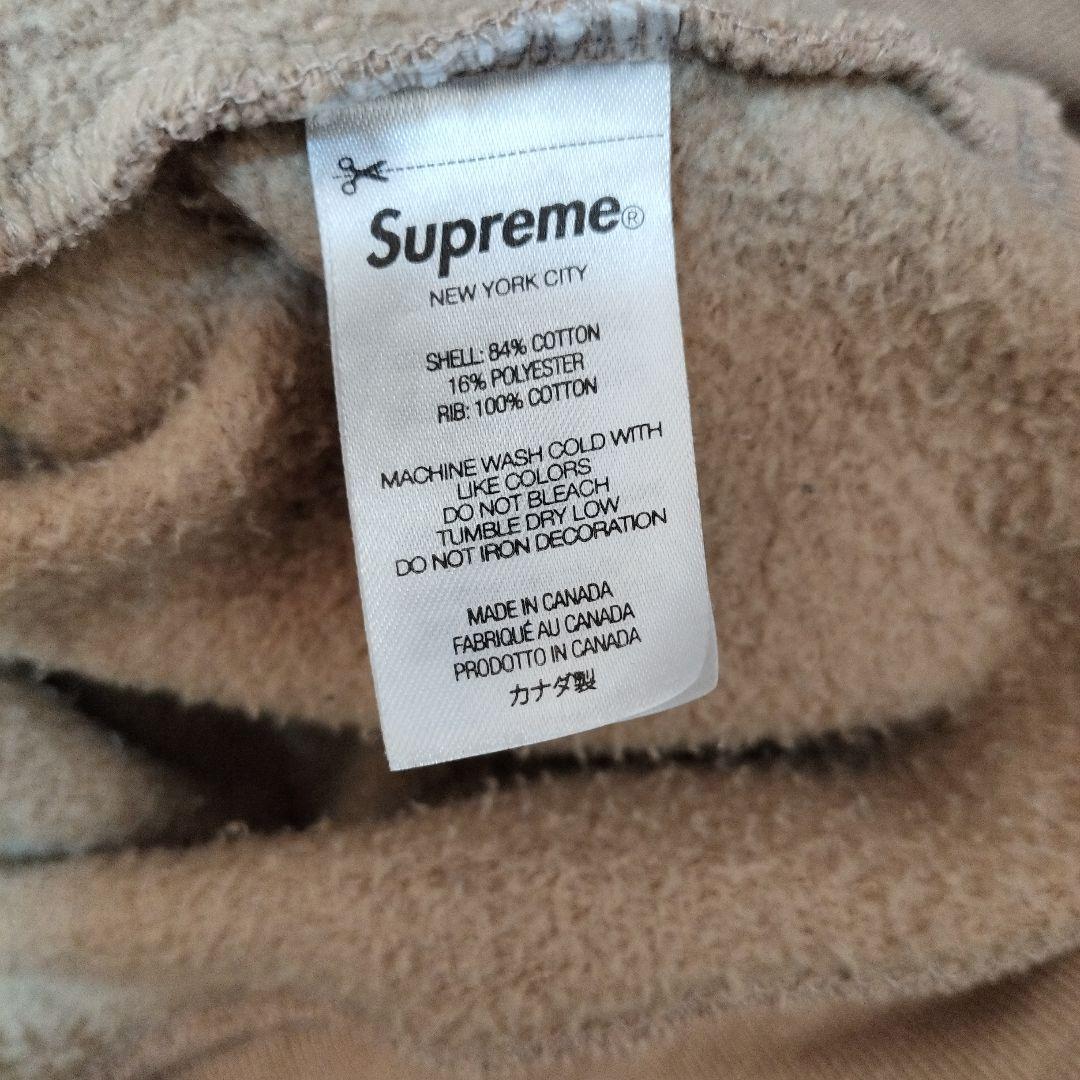 Supreme®
NEW YORK CITY
SHELL: 84% COTTON
16% POLYESTER
RIB: 100% COTTON
MACHINE WASH COLD WITH
LIKE COLORS
DO NOT BLEACH
TUMBLE DRY LOW
DO NOT IRON DECORATION
MADE IN CANADA
FABRIQUÉ AU CANADA
PRODOTTO IN CANADA
カナダ製